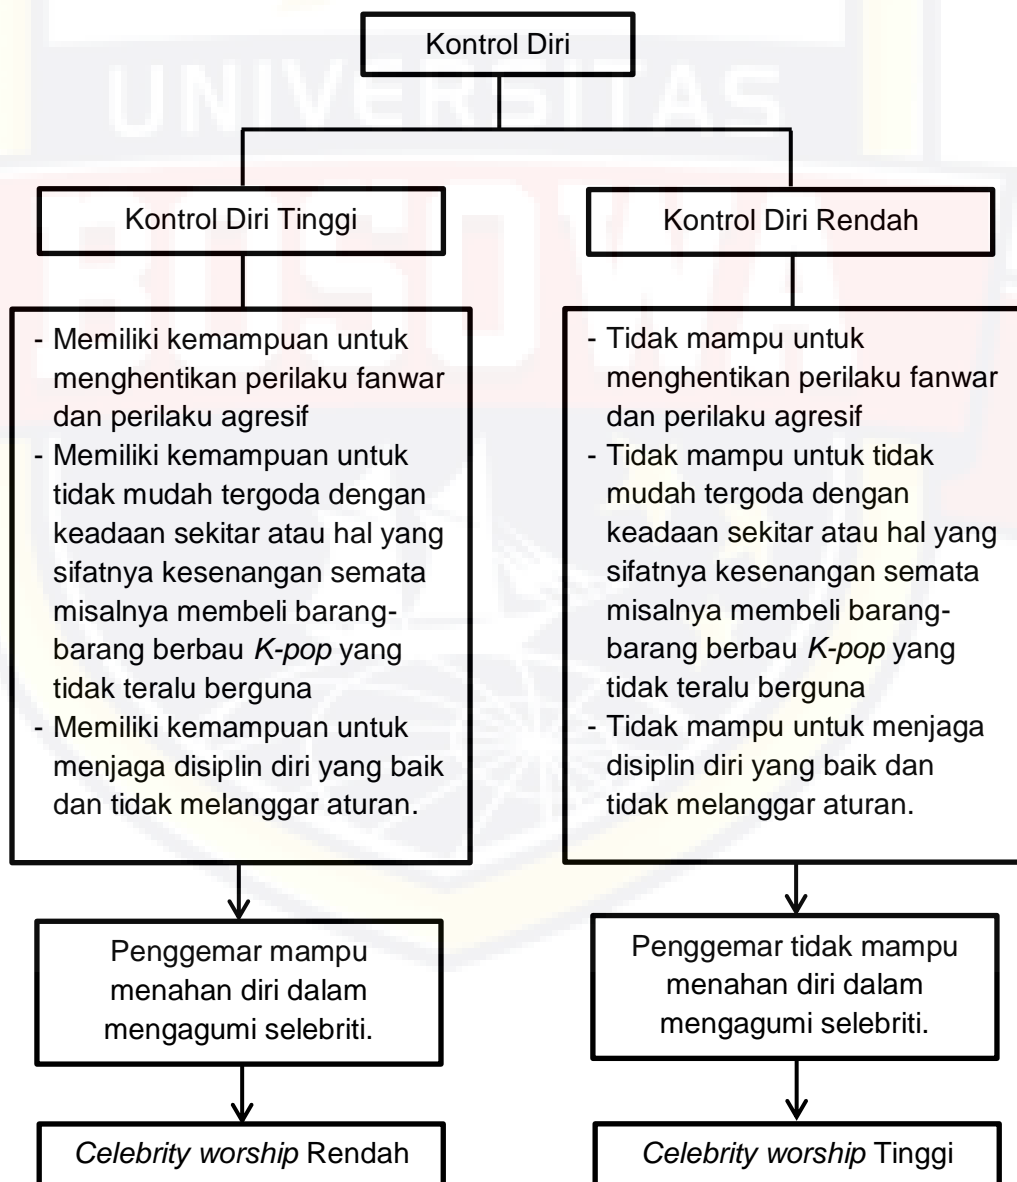 Kontrol Diri
UNIVERSITAS
BOSOWA
Kontrol Diri Tinggi
- Memiliki kemampuan untuk
menghentikan perilaku fanwar
dan perilaku agresif
- Memiliki kemampuan untuk
tidak mudah tergoda dengan
keadaan sekitar atau hal yang
sifatnya kesenangan semata
misalnya membeli barang-
barang berbau K-pop yang
tidak teralu berguna
- Memiliki kemampuan untuk
menjaga disiplin diri yang baik
dan tidak melanggar aturan.
Penggemar mampu
menahan diri dalam
mengagumi selebriti.
Celebrity worship Rendah
Kontrol Diri Rendah
- Tidak mampu untuk
menghentikan perilaku fanwar
dan perilaku agresif
- Tidak mampu untuk tidak
mudah tergoda dengan
keadaan sekitar atau hal yang
sifatnya kesenangan semata
misalnya membeli barang-
barang berbau K-pop yang
tidak teralu berguna
- Tidak mampu untuk menjaga
disiplin diri yang baik dan
tidak melanggar aturan.
Penggemar tidak mampu
menahan diri dalam
mengagumi selebriti.
Celebrity worship Tinggi